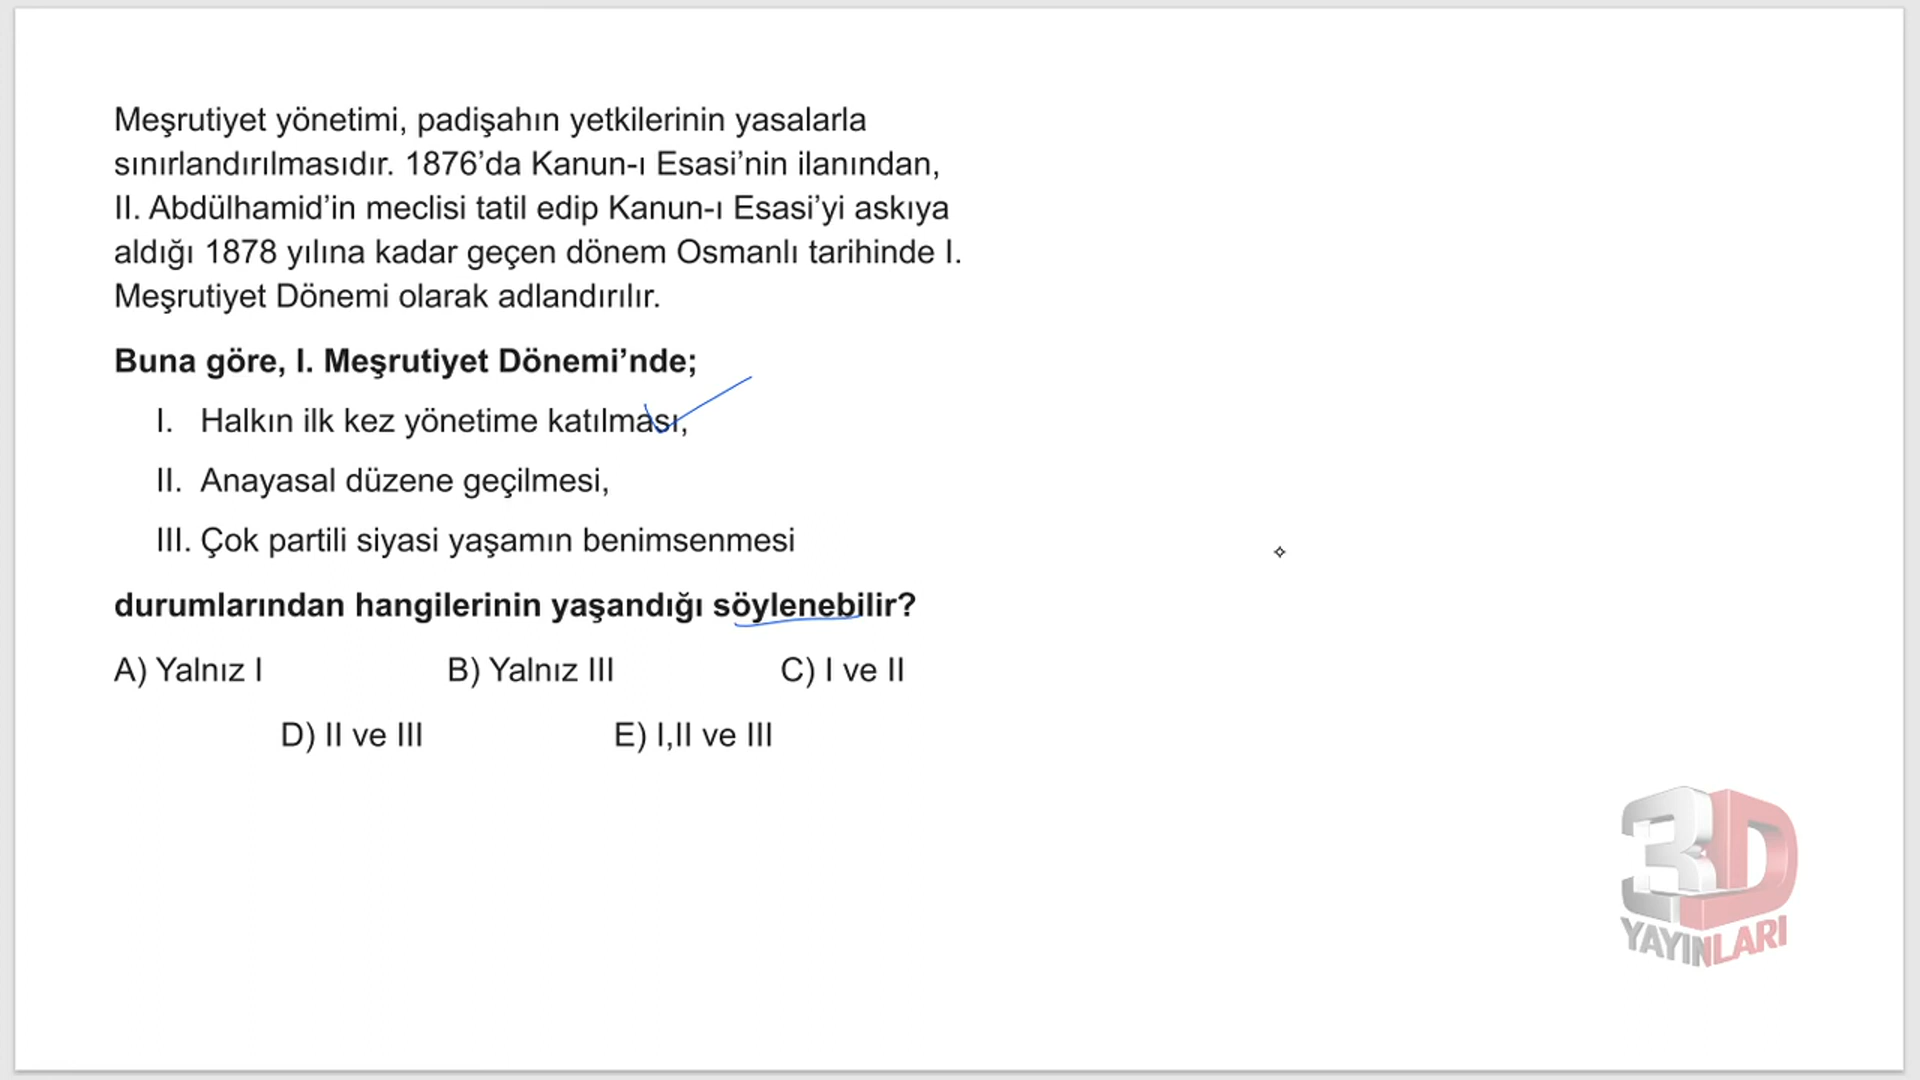 Meşrutiyet yönetimi, padişahın yetkilerinin yasalarla
sınırlandırılmasıdır. 1876’da Kanun-ı Esasi’nin ilanından,
II. Abdülhamid’in meclisi tatil edip Kanun-ı Esasi’yi askıya
aldığı 1878 yılına kadar geçen dönem Osmanlı tarihinde I.
Meşrutiyet Dönemi olarak adlandırılır.
Buna göre, I. Meşrutiyet Dönemi’nde;
I. Halkın ilk kez yönetime katılması,
II. Anayasal düzene geçilmesi,
III. Çok partili siyasi yaşamın benimsenmesi
durumlarından hangilerinin yaşandığı söylenebilir?
A) Yalnız I B) Yalnız III C) I ve II
D) II ve III E) I,II ve III
3D
YAYINLARI